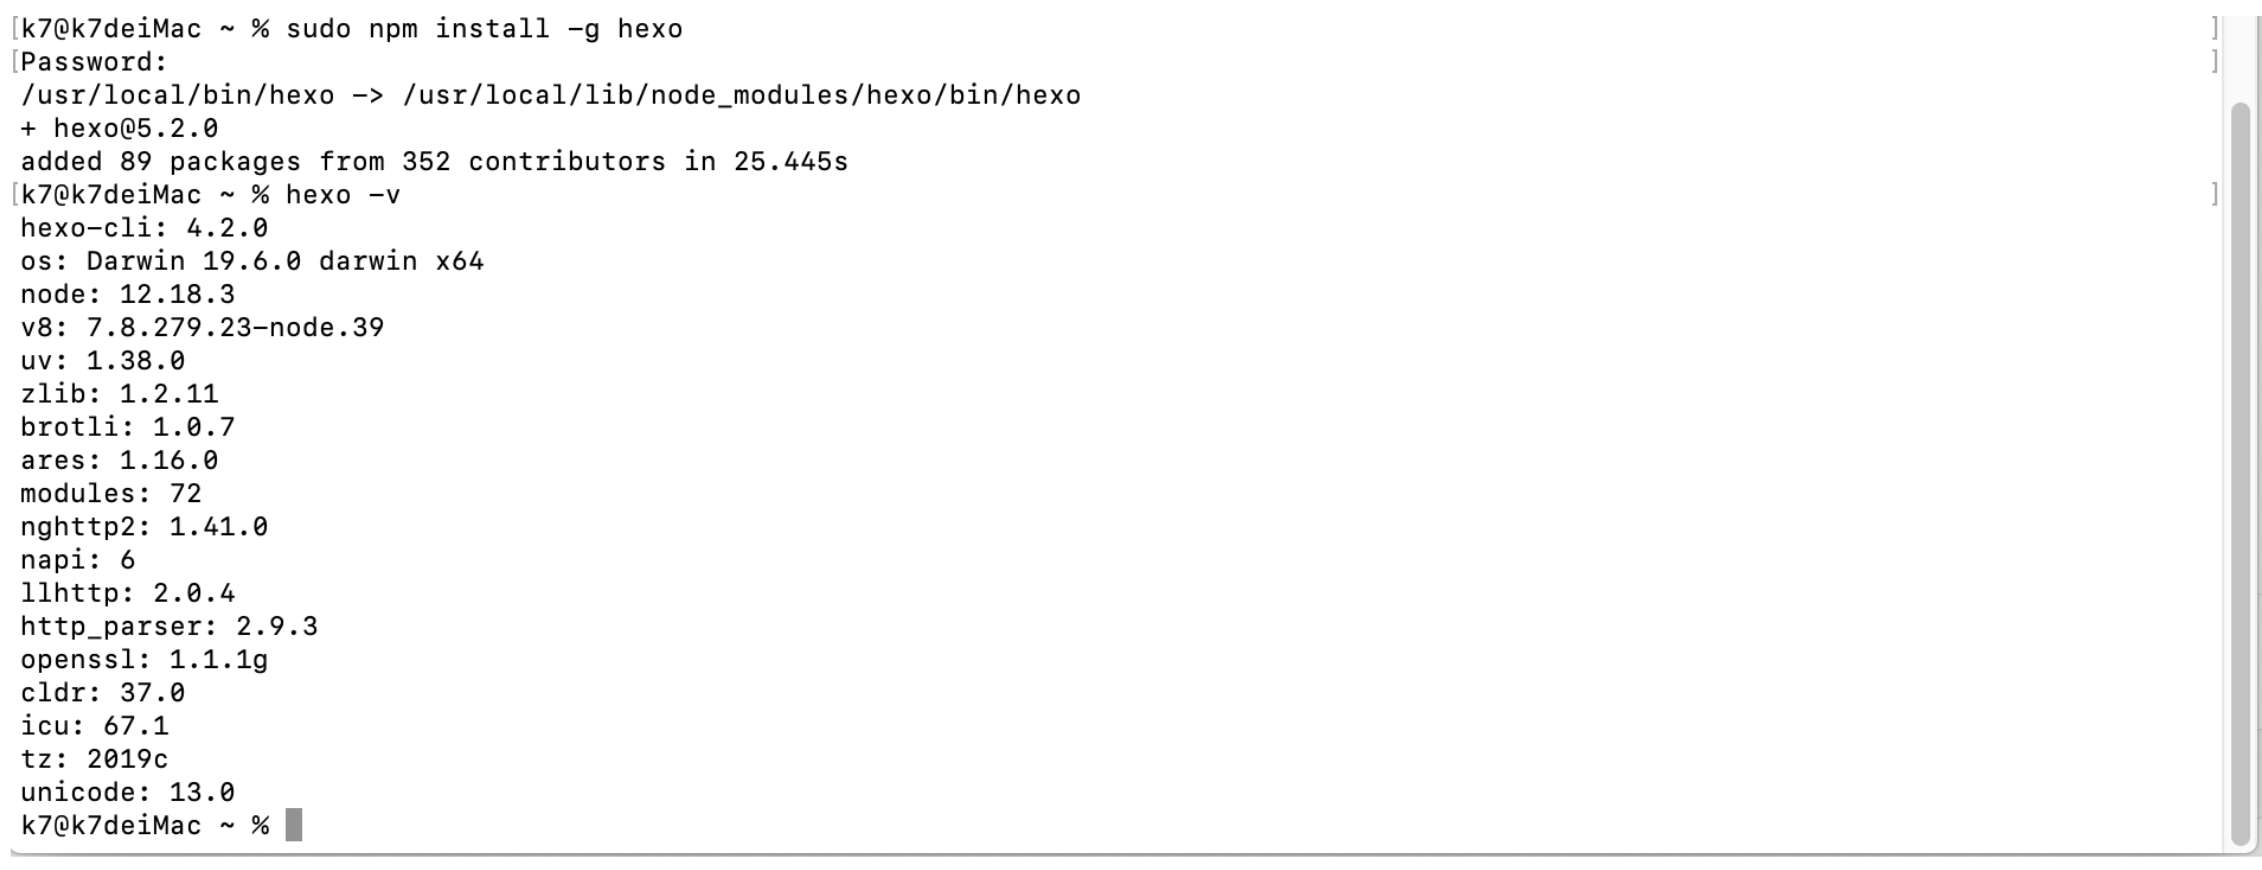 [k7@k7deiMac ~ % sudo npm install -g hexo ]
[Password: ]
/usr/local/bin/hexo -> /usr/local/lib/node_modules/hexo/bin/hexo
+ hexo@5.2.0
added 89 packages from 352 contributors in 25.445s
[k7@k7deiMac ~ % hexo -v ]
hexo-cli: 4.2.0
os: Darwin 19.6.0 darwin x64
node: 12.18.3
v8: 7.8.279.23-node.39
uv: 1.38.0
zlib: 1.2.11
brotli: 1.0.7
ares: 1.16.0
modules: 72
nghttp2: 1.41.0
napi: 6
llhttp: 2.0.4
http_parser: 2.9.3
openssl: 1.1.1g
cldr: 37.0
icu: 67.1
tz: 2019c
unicode: 13.0
k7@k7deiMac ~ %